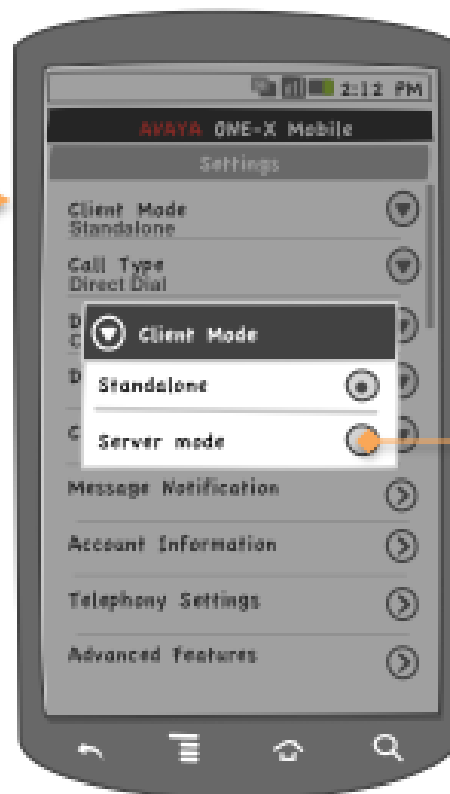 2:12 PM
AVAYA ONE-X Mobile
Settings
Client Mode
Standalone
Call Type
Direct Dial
D
C
Client Mode
D
Standalone
C
Server mode
Message Notification
Account Information
Telephony Settings
Advanced Features